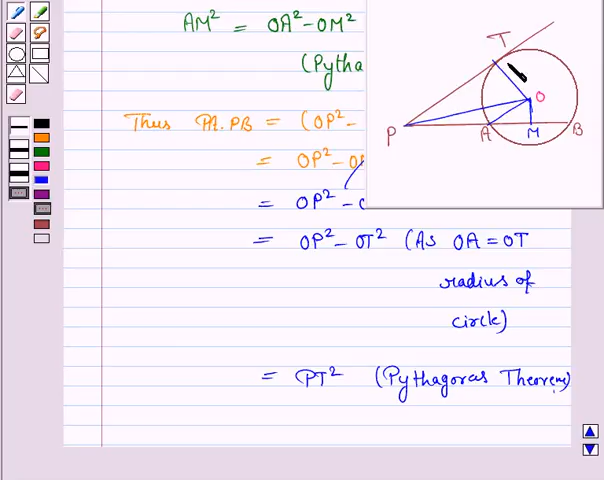 AM² = OA² - OM²
(Pytha
Thus PA.PB = (OP² -
= OP² - OM
= OP² -
= OP² - OT² (As OA = OT
radius of
circle)
= PT² (Pythagoras Theorem)
T
O
P
A
M
B